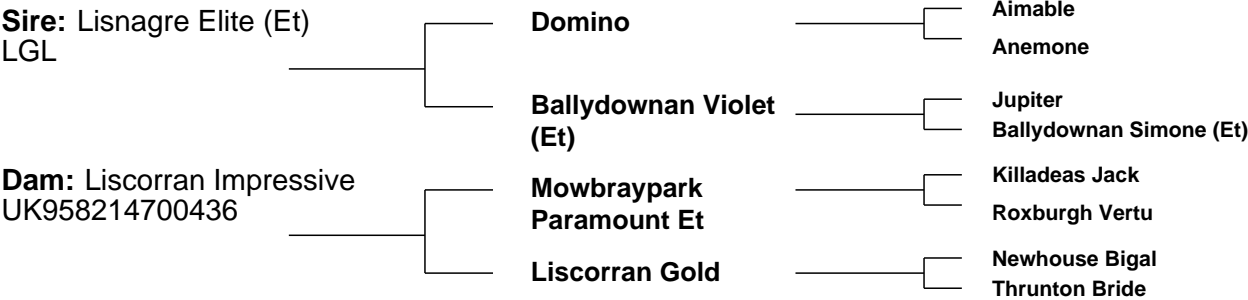 Sire: Lisnagre Elite (Et)
LGL
Domino
Aimable
Anemone
Ballydownan Violet
(Et)
Jupiter
Ballydownan Simone (Et)
Dam: Liscorran Impressive
UK958214700436
Mowbraypark
Paramount Et
Killadeas Jack
Roxburgh Vertu
Liscorran Gold
Newhouse Bigal
Thrunton Bride